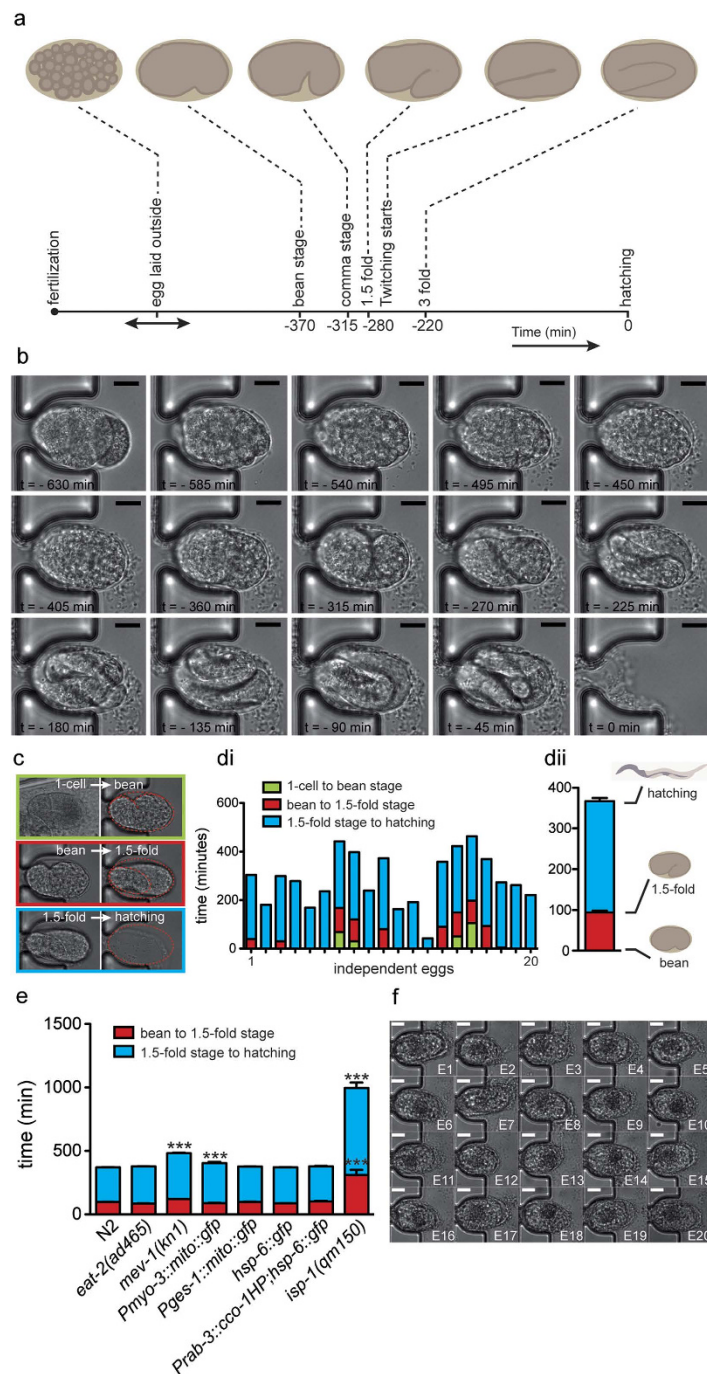 a
fertilization
egg laid outside
bean stage
comma stage
1.5 fold
Twitching starts
3 fold
hatching
-370
-315
-280
-220
0
Time (min)
b
t = - 630 min
t = - 585 min
t = - 540 min
t = - 495 min
t = - 450 min
t = - 405 min
t = - 360 min
t = - 315 min
t = - 270 min
t = - 225 min
t = - 180 min
t = - 135 min
t = - 90 min
t = - 45 min
t = 0 min
c
1-cell bean
bean 1.5-fold
1.5-fold hatching
di
1-cell to bean stage
bean to 1.5-fold stage
1.5-fold stage to hatching
time (minutes)
600
400
200
0
1
20
independent eggs
dii
400
300
200
100
0
hatching
1.5-fold
bean
e
bean to 1.5-fold stage
1.5-fold stage to hatching
time (min)
1500
1000
500
0
***
***
***
***
N2
eat-2(ad465)
mev-1(kn1)
Pmyo-3::mito::gfp
Pges-1::mito::gfp
hsp-6::gfp
Prab-3::cco-1HP;hsp-6::gfp
isp-1(qm150)
f
E1
E2
E3
E4
E5
E6
E7
E8
E9
E10
E11
E12
E13
E14
E15
E16
E17
E18
E19
E20